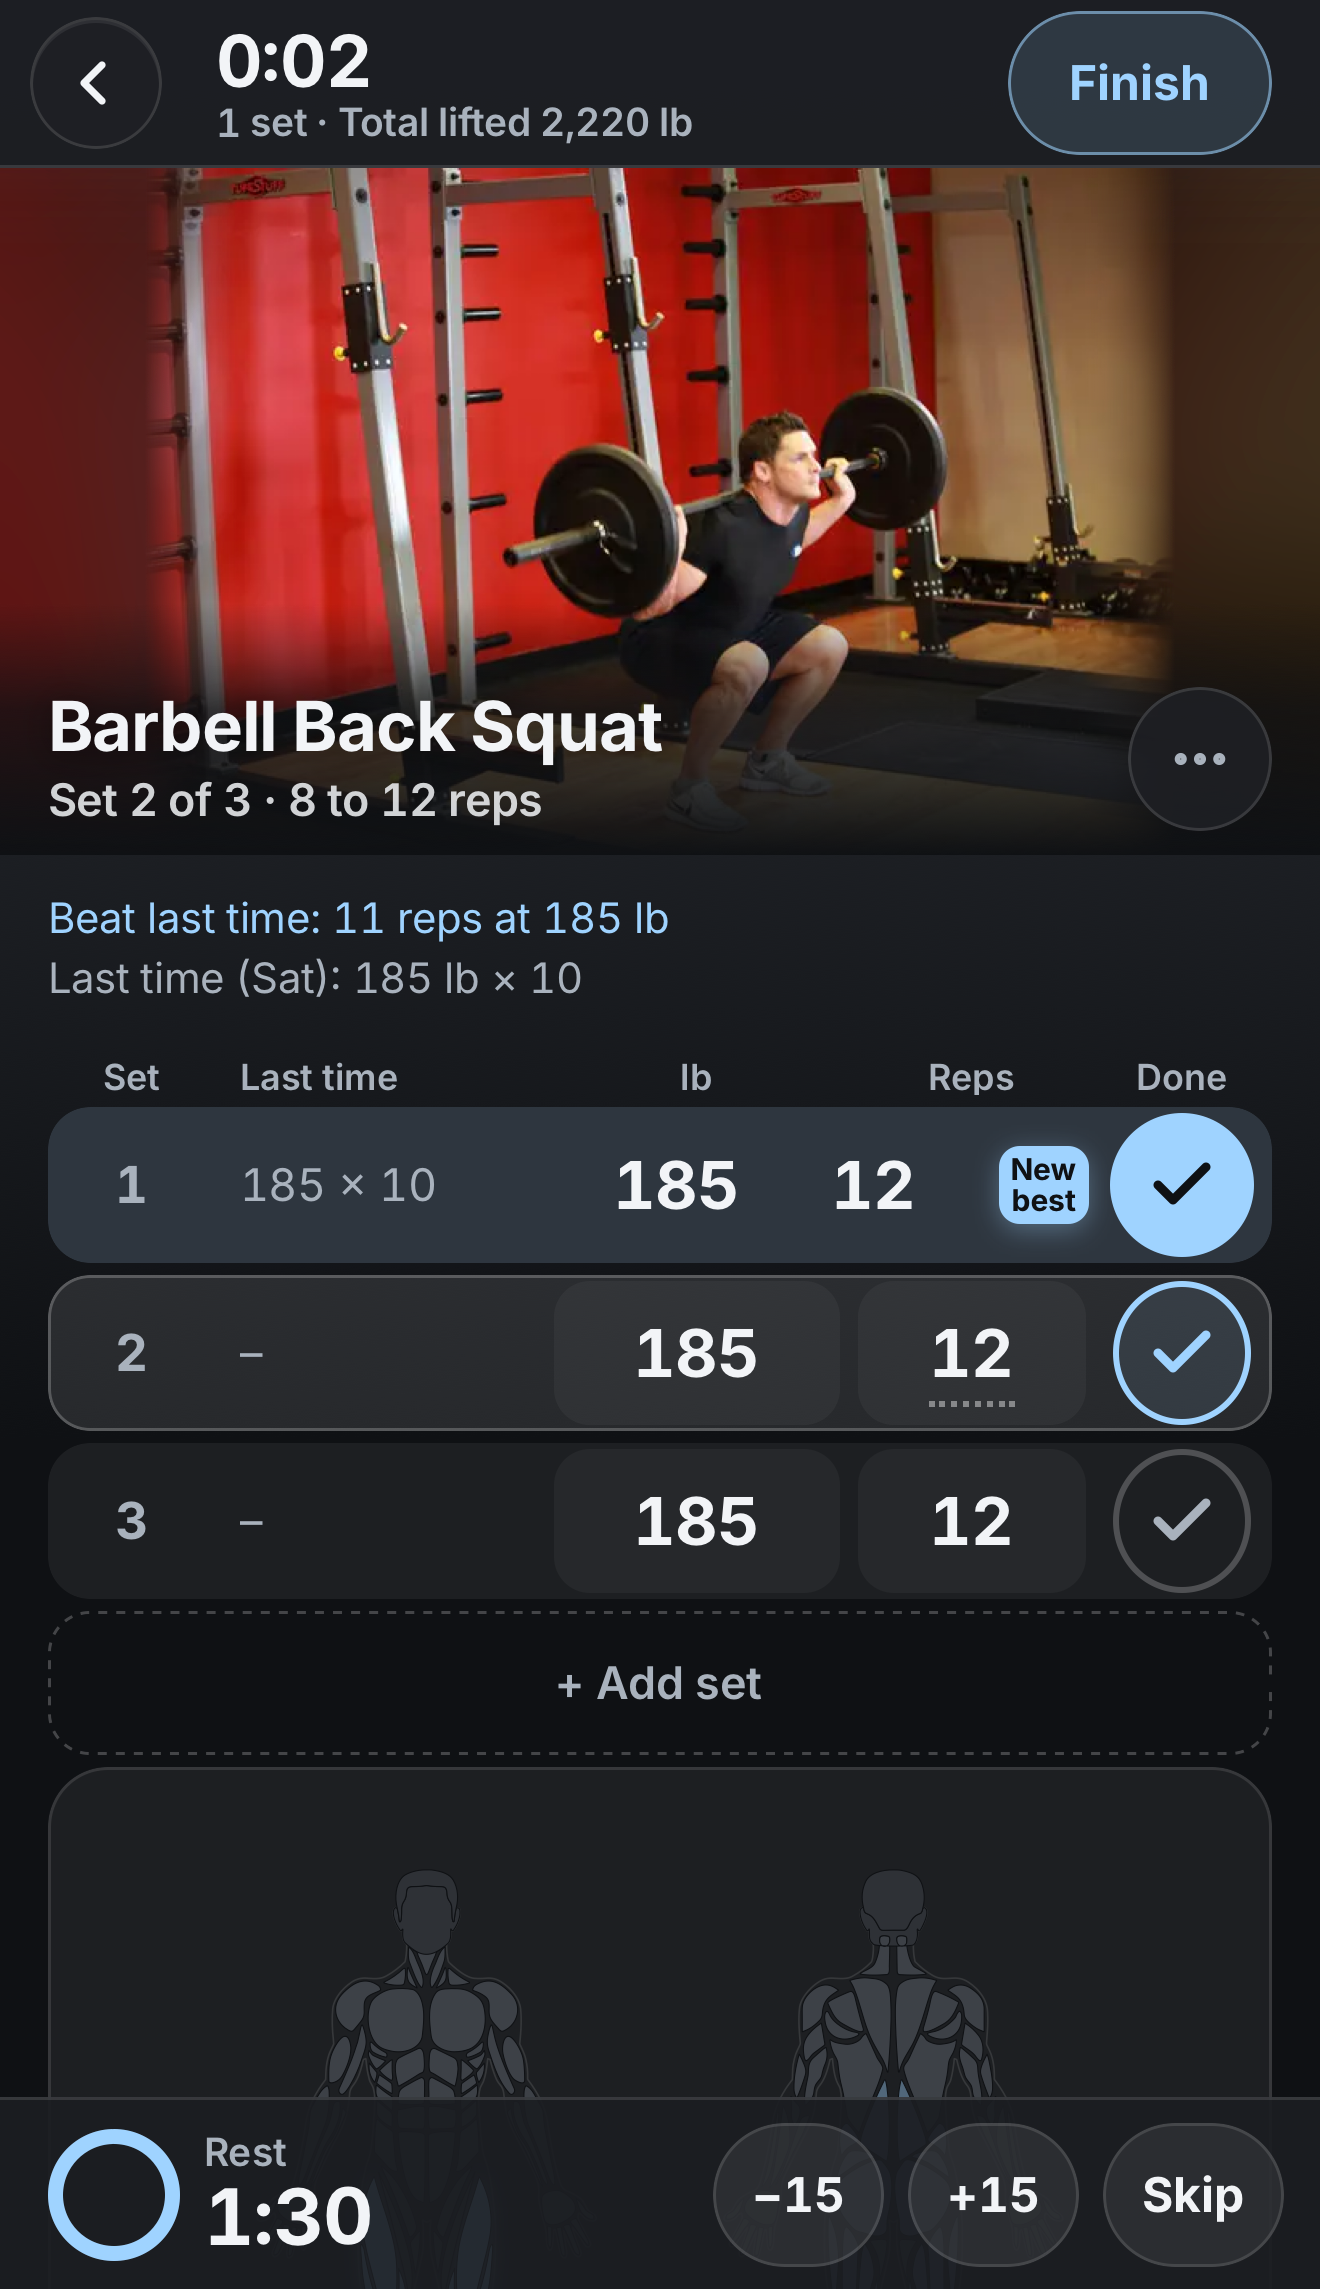 0:02
Finish
1 set · Total lifted 2,220 lb
Barbell Back Squat
Set 2 of 3 · 8 to 12 reps
Beat last time: 11 reps at 185 lb
Last time (Sat): 185 lb × 10
Set Last time lb Reps Done
1 185 × 10 185 12 New best
2 – 185 12
3 – 185 12
+ Add set
Rest
1:30
−15 +15 Skip